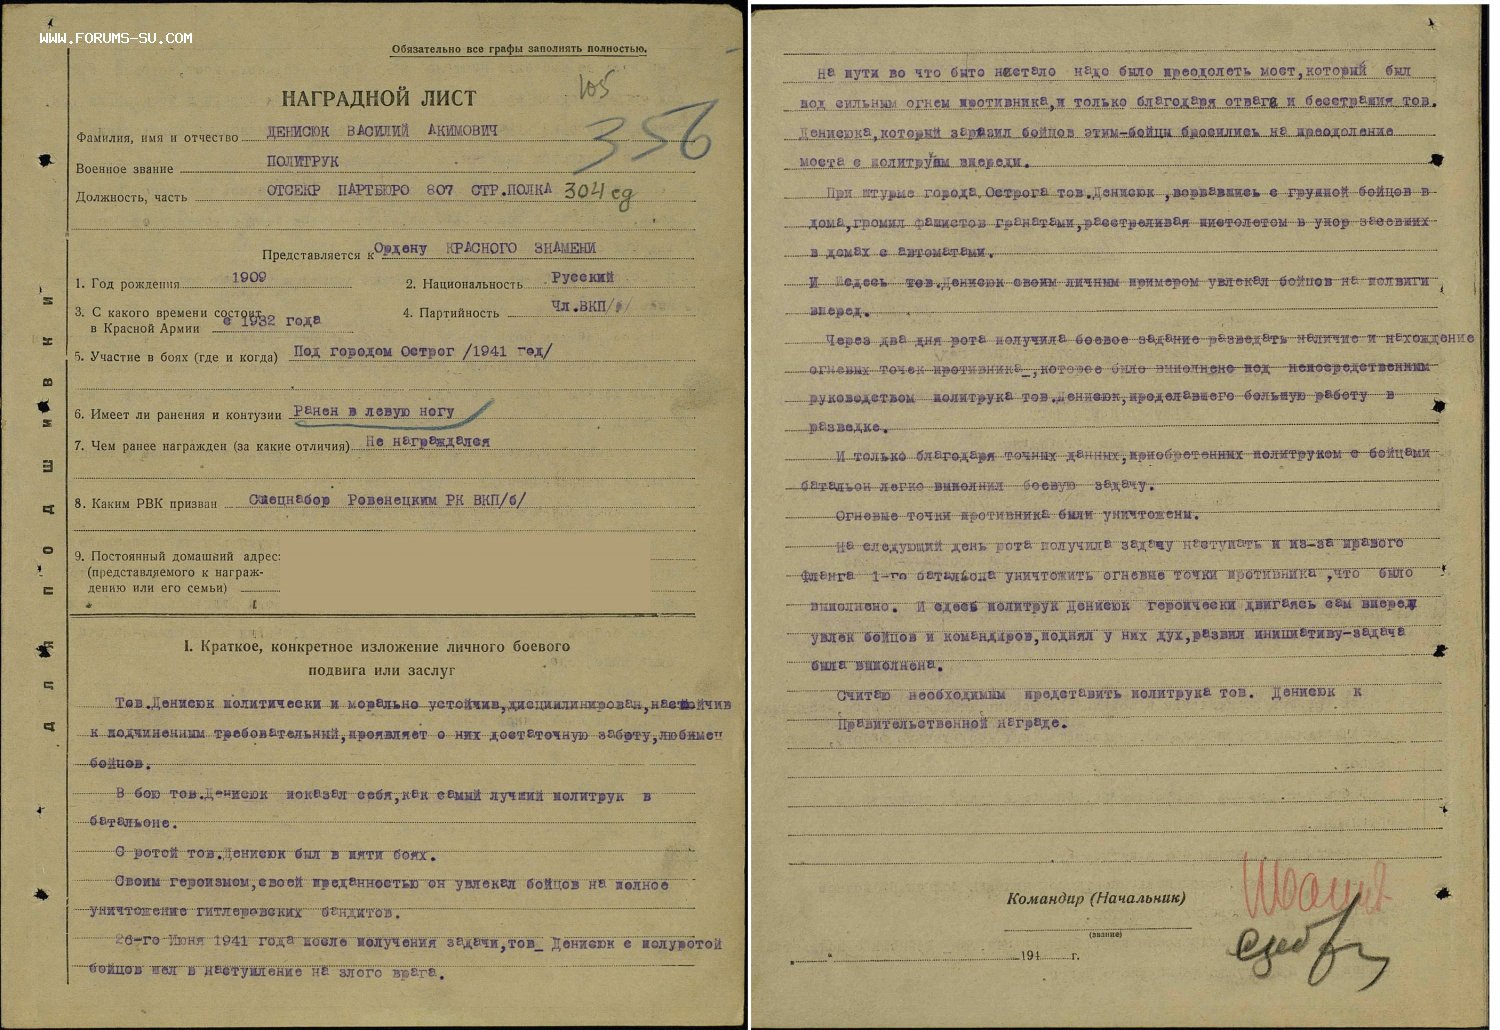 WWW.FORUMS-SU.COM
Обязательно все графы заполнять полностью.
105
НАГРАДНОЙ ЛИСТ
356
Фамилия, имя и отчество ДЕНИСЮК ВАСИЛИЙ АКИМОВИЧ
Военное звание ПОЛИТРУК
Должность, часть ОТСЕКР ПАРТБЮРО 807 СТР.ПОЛКА 304 сд
Представляется к Ордену КРАСНОГО ЗНАМЕНИ
1. Год рождения 1909 2. Национальность Русский
3. С какого времени состоит в Красной Армии с 1932 года 4. Партийность Чл.ВКП/б/
5. Участие в боях (где и когда) Под городом Острог /1941 год/
6. Имеет ли ранения и контузии Ранен в левую ногу
7. Чем ранее награжден (за какие отличия) Не награждался
8. Каким РВК призван Спецнабор Ровенецким РК ВКП/б/
9. Постоянный домашний адрес:
(представляемого к награж-
дению или его семьи)
ДЛЯ ПОДШИВКИ
I. Краткое, конкретное изложение личного боевого
подвига или заслуг
Тов.Денисюк политически и морально устойчив,дисциплинирован,настойчив
к подчиненным требовательный,проявляет о них достаточную заботу,любимец
бойцов.
В бою тов.Денисюк показал себя,как самый лучший политрук в
батальоне.
С ротой тов.Денисюк был в пяти боях.
Своим героизмом,своей преданностью он увлекал бойцов на полное
уничтожение гитлеровских бандитов.
26-го Июня 1941 года после получения задачи,тов_ Денисюк с полуротой
бойцов шел в наступление на злого врага.
На пути во что быто нистало надо было преодолеть мост,который был
под сильным огнем противника,и только благодаря отваге и бесстрашия тов.
Денисюка,который заразил бойцов этим-бойцы бросились на преодоление
моста с политруком впереди.
При штурме города Острога тов.Денисюк ,ворвавшись с группой бойцов в
дома,громил фашистов гранатами,расстреливая пистолетом в упор засевших
в домах с автоматами.
И здесь тов.Денисюк своим личным примером увлекал бойцов на подвиги
вперед.
Через два дня рота получила боевое задание разведать наличие и нахождение
огневых точек противника_,которое было выполнено под непосредственным
руководством политрука тов.Денисюк,проделавшего большую работу в
разведке.
И только благодаря точных данных,приобретенных политруком с бойцами
батальон легко выполнил боевую задачу.
Огневые точки противника были уничтожены.
На следующий день рота получила задачу наступать и из-за правого
фланга 1-го батальона уничтожить огневые точки противника ,что было
выполнено. И здесь политрук Денисюк героически двигаясь сам вперед
увлек бойцов и командиров,поднял у них дух,развил инициативу-задача
была выполнена.
Считаю необходимым представить политрука тов. Денисюк к
Правительственной награде.
Командир (Начальник)
(звание)
" 194 г.